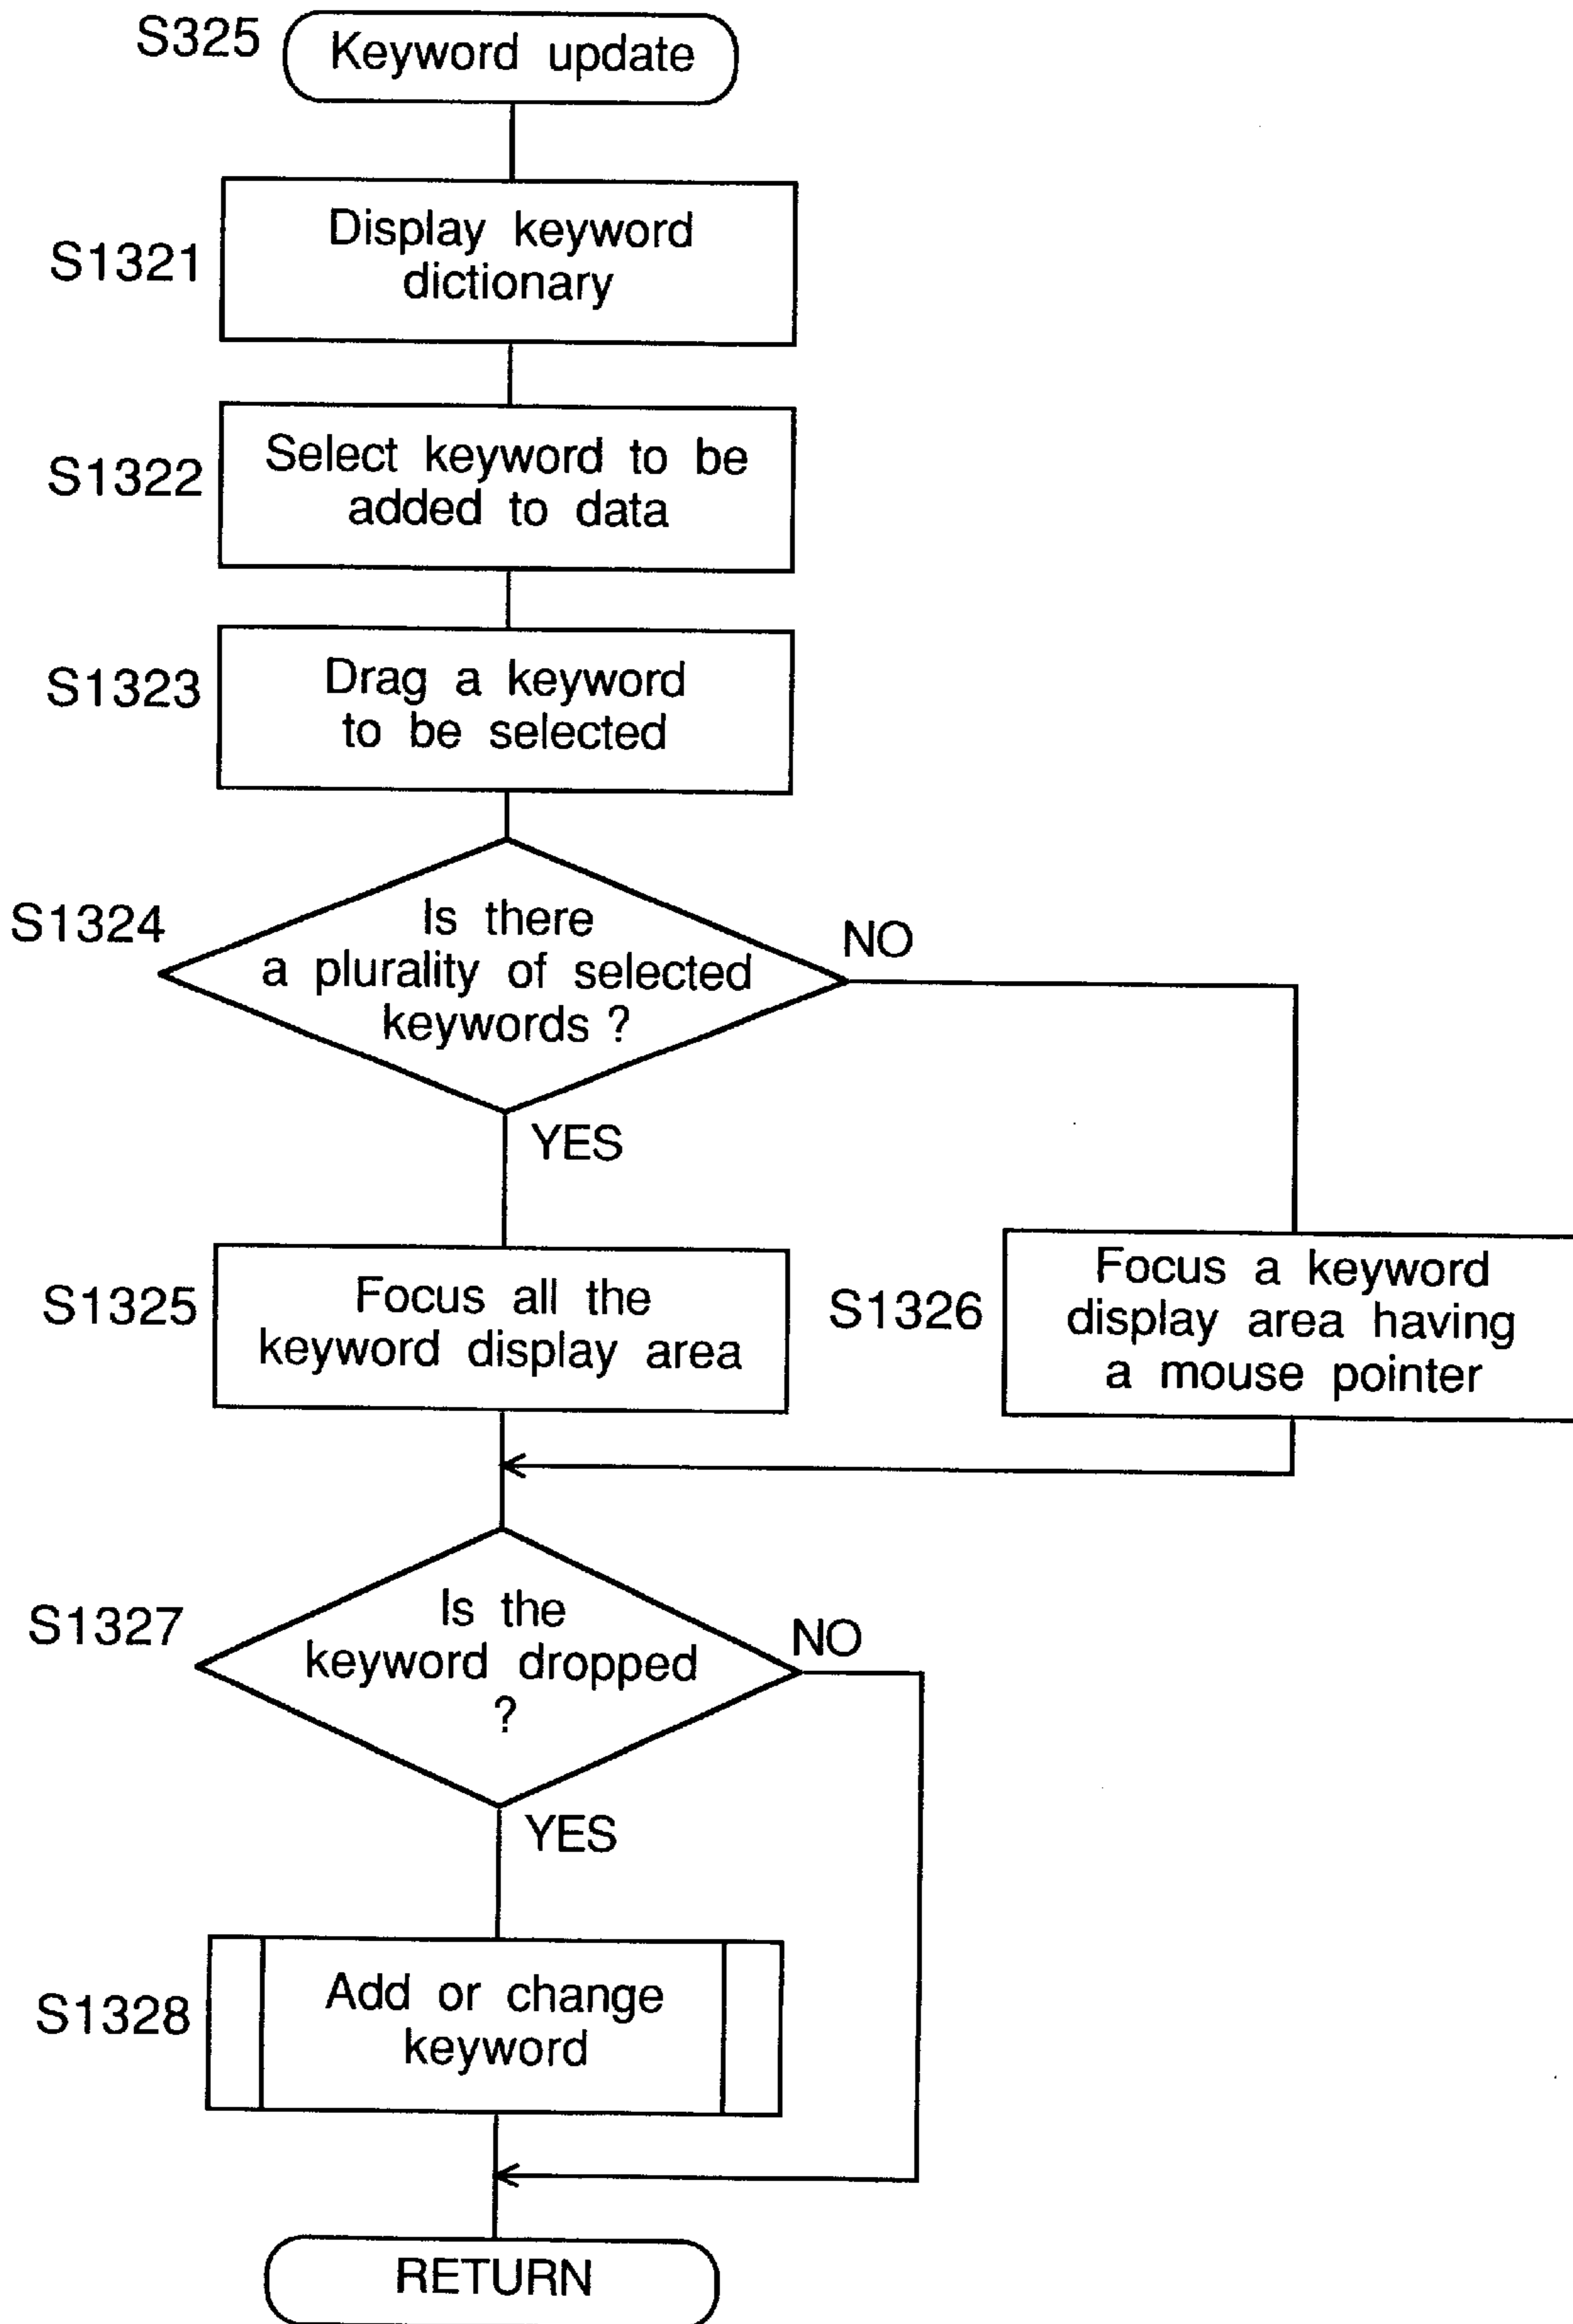 S325
Keyword update
S1321
Display keyword
dictionary
S1322
Select keyword to be
added to data
S1323
Drag a keyword
to be selected
S1324
Is there
a plurality of selected
keywords ?
NO
YES
S1325
Focus all the
keyword display area
S1326
Focus a keyword
display area having
a mouse pointer
S1327
Is the
keyword dropped
?
NO
YES
S1328
Add or change
keyword
RETURN